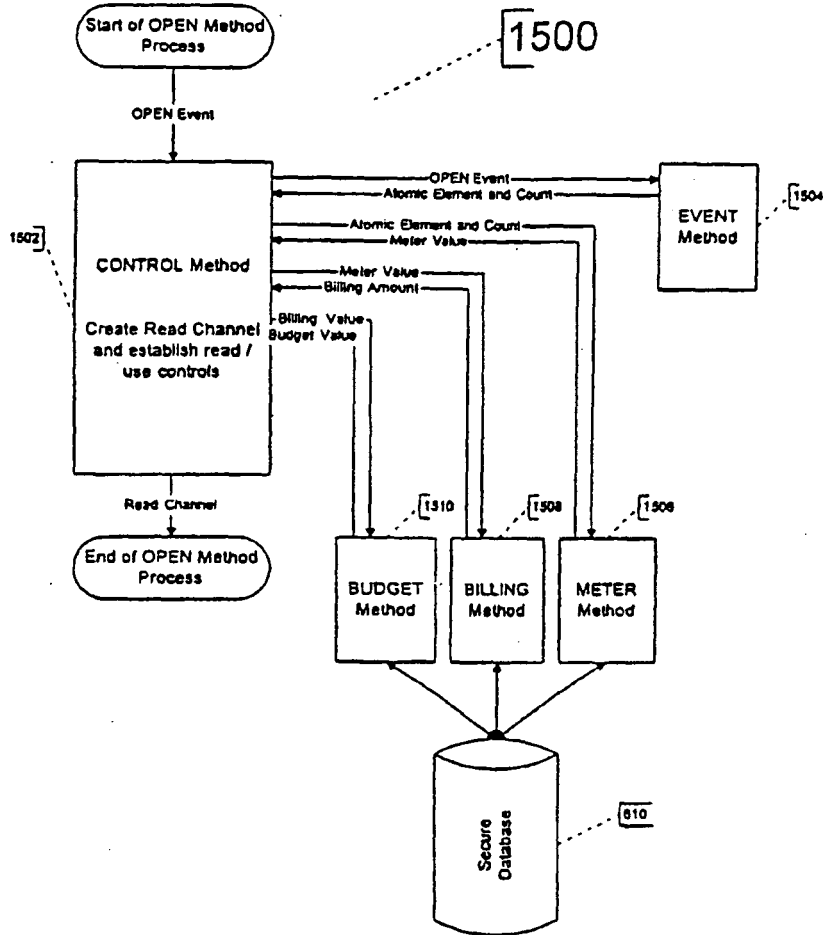 Start of OPEN Method
Process
1500
OPEN Event
OPEN Event
Atomic Element and Count
EVENT
Method
1504
Atomic Element and Count
Meter Value
1502
CONTROL Method
Meter Value
Billing Amount
Create Read Channel
and establish read /
use controls
Billing Value
Budget Value
Read Channel
End of OPEN Method
Process
1310
1508
1506
BUDGET
Method
BILLING
Method
METER
Method
Secure
Database
610